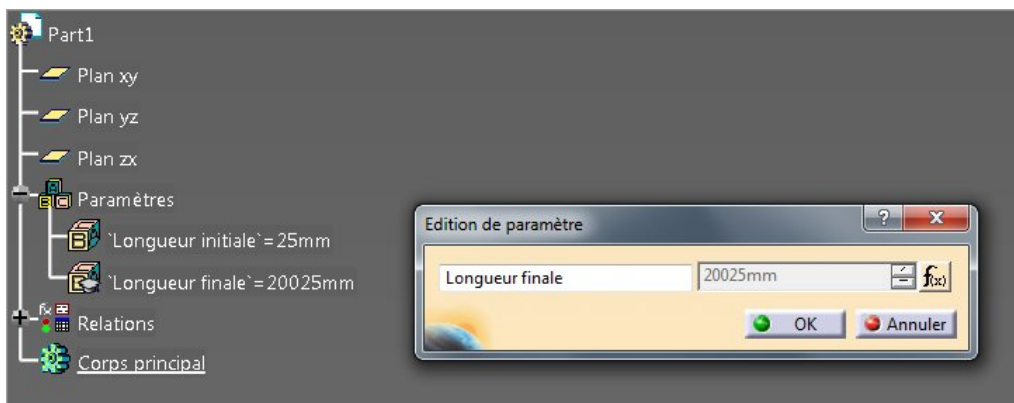 Part1
Plan xy
Plan yz
Plan zx
Paramètres
`Longueur initiale`=25mm
`Longueur finale`=20025mm
Relations
Corps principal
Edition de paramètre
Longueur finale 20025mm f(x)
OK Annuler